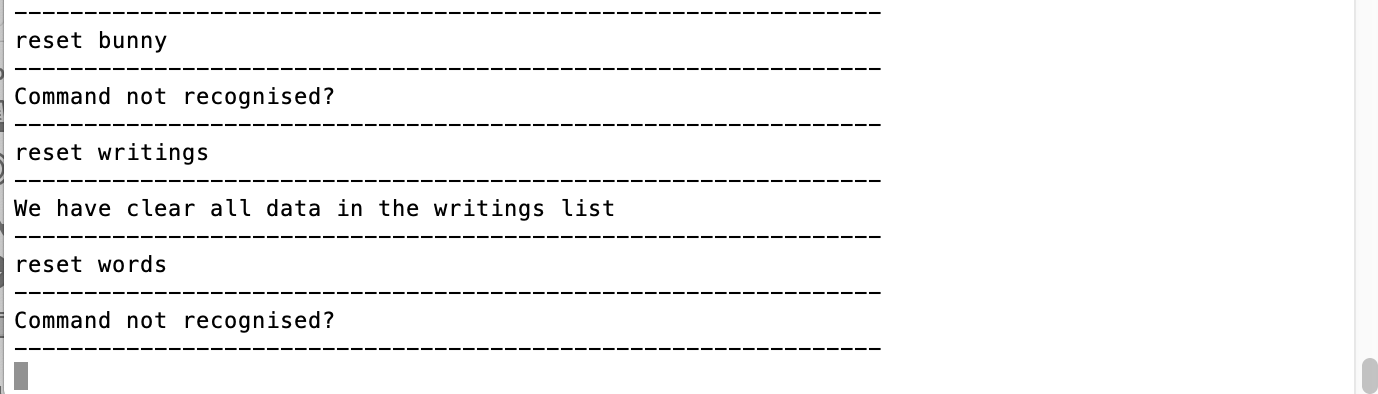 ---------------------------------------------------------------
reset bunny
---------------------------------------------------------------
Command not recognised?
---------------------------------------------------------------
reset writings
---------------------------------------------------------------
We have clear all data in the writings list
---------------------------------------------------------------
reset words
---------------------------------------------------------------
Command not recognised?
---------------------------------------------------------------